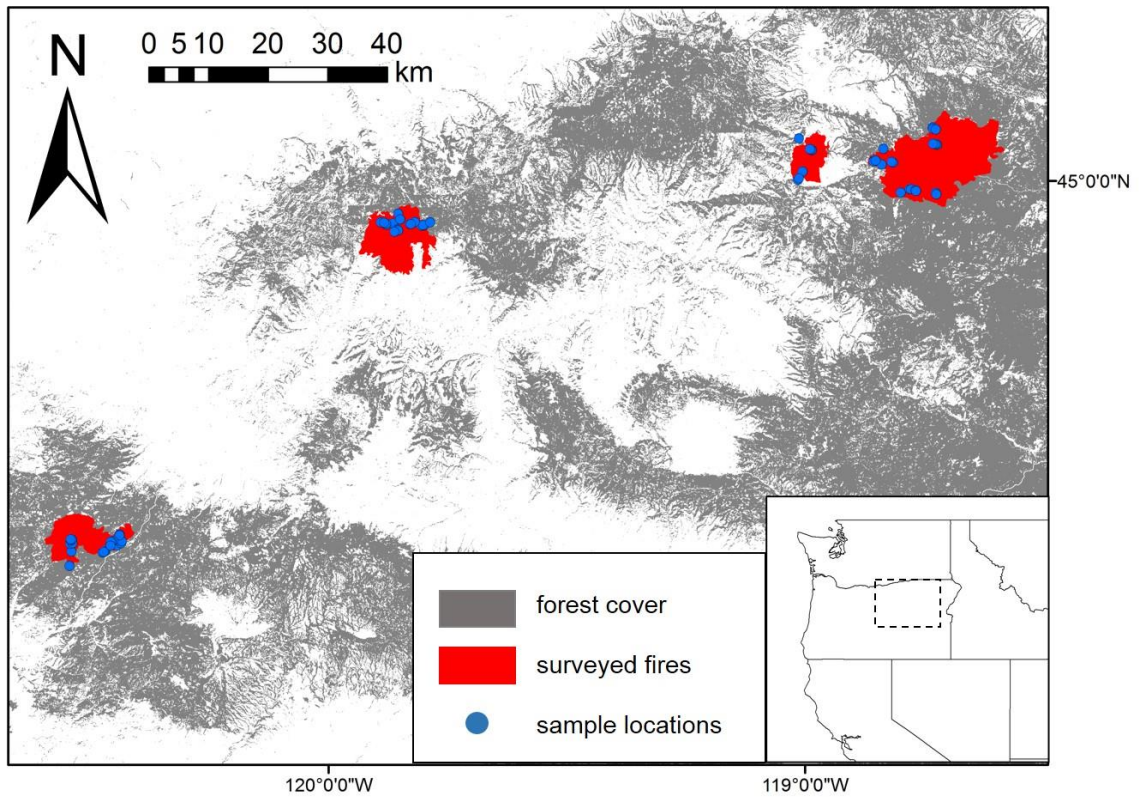 N
0 5 10 20 30 40
km
45°0'0"N
forest cover
surveyed fires
sample locations
120°0'0"W
119°0'0"W